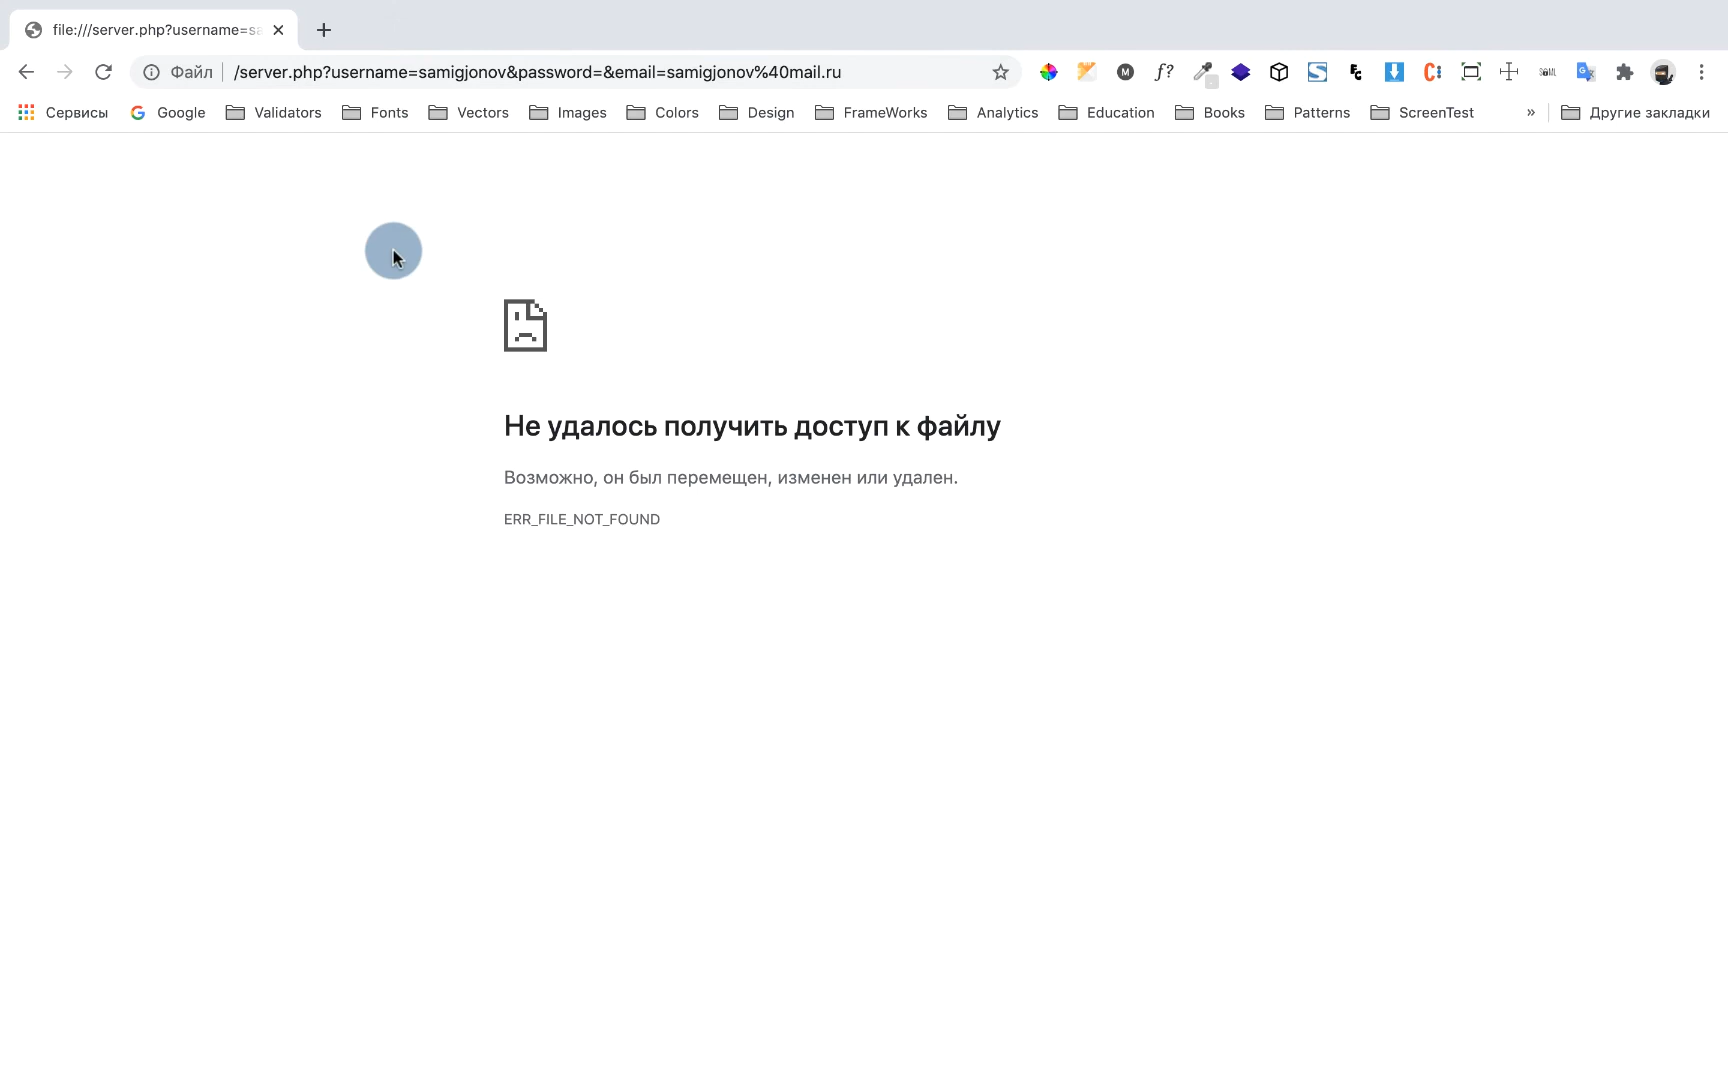 file:///server.php?username=sa
Файл /server.php?username=samigjonov&password=&email=samigjonov%40mail.ru
Сервисы Google Validators Fonts Vectors Images Colors Design FrameWorks Analytics Education Books Patterns ScreenTest » Другие закладки
Не удалось получить доступ к файлу
Возможно, он был перемещен, изменен или удален.
ERR_FILE_NOT_FOUND